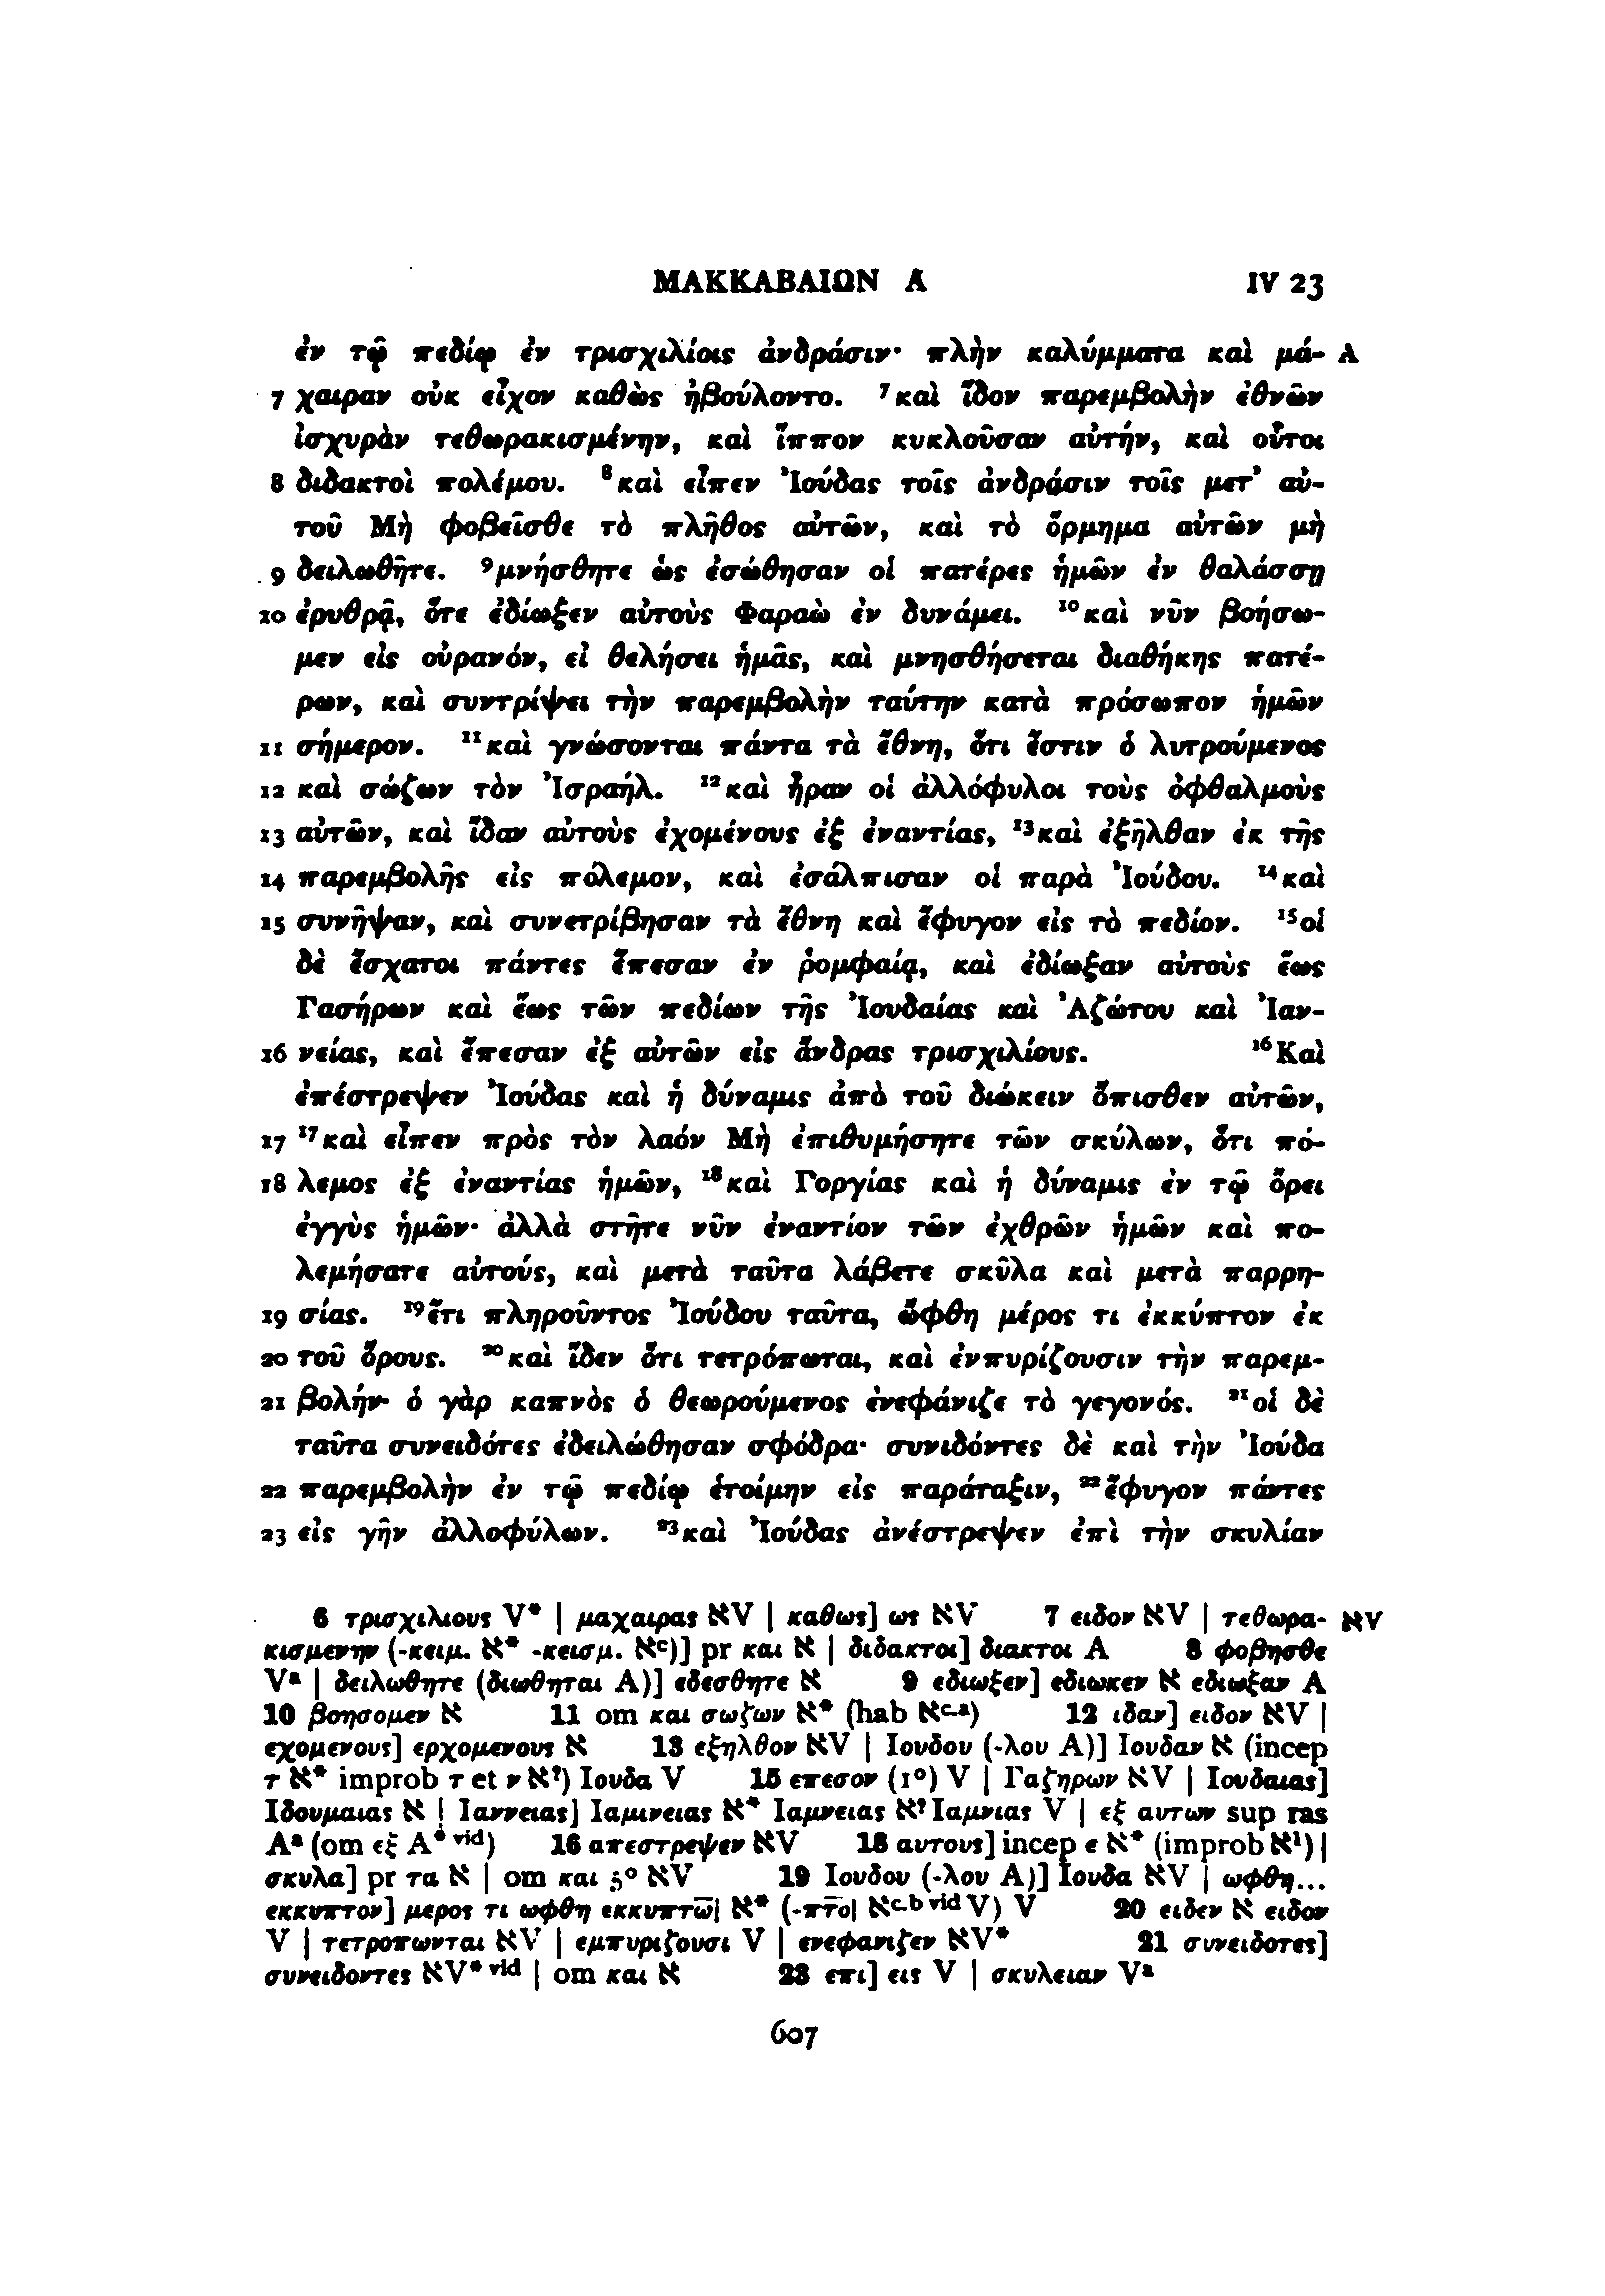 ΜΑΚΚΑΒΑΙΩΝ Α IV 23
ἐν τῷ πεδίῳ ἐν τρισχιλίοις ἀνδράσιν· πλὴν καλύμματα καὶ μά- A
7 χαιραν οὐκ εἶχον καθὼς ἠβούλοντο. ⁷καὶ ἴδον παρεμβολὴν ἐθνῶν
ἰσχυρὰν τεθωρακισμένην, καὶ ἵππον κυκλοῦσαν αὐτήν, καὶ οὗτοι
8 διδακτοὶ πολέμου. ⁸καὶ εἶπεν Ἰούδας τοῖς ἀνδράσιν τοῖς μετ’ αὐ-
τοῦ Μὴ φοβεῖσθε τὸ πλῆθος αὐτῶν, καὶ τὸ ὅρμημα αὐτῶν μὴ
9 δειλωθῆτε. ⁹μνήσθητε ὡς ἐσώθησαν οἱ πατέρες ἡμῶν ἐν θαλάσσῃ
10 ἐρυθρᾷ, ὅτε ἐδίωξεν αὐτοὺς Φαραὼ ἐν δυνάμει. ¹⁰καὶ νῦν βοήσω-
μεν εἰς οὐρανόν, εἰ θελήσει ἡμᾶς, καὶ μνησθήσεται διαθήκης πατέ-
ρων, καὶ συντρίψει τὴν παρεμβολὴν ταύτην κατὰ πρόσωπον ἡμῶν
11 σήμερον. ¹¹καὶ γνώσονται πάντα τὰ ἔθνη, ὅτι ἔστιν ὁ λυτρούμενος
12 καὶ σώζων τὸν Ἰσραήλ. ¹²καὶ ἦραν οἱ ἀλλόφυλοι τοὺς ὀφθαλμοὺς
13 αὐτῶν, καὶ ἴδαν αὐτοὺς ἐχομένους ἐξ ἐναντίας, ¹³καὶ ἐξῆλθαν ἐκ τῆς
14 παρεμβολῆς εἰς πόλεμον, καὶ ἐσάλπισαν οἱ παρὰ Ἰούδου. ¹⁴καὶ
15 συνῆψαν, καὶ συνετρίβησαν τὰ ἔθνη καὶ ἔφυγον εἰς τὸ πεδίον. ¹⁵οἱ
δὲ ἔσχατοι πάντες ἔπεσαν ἐν ῥομφαίᾳ, καὶ ἐδίωξαν αὐτοὺς ἕως
Γασήρων καὶ ἕως τῶν πεδίων τῆς Ἰουδαίας καὶ Ἀζώτου καὶ Ἰαν-
16 νείας, καὶ ἔπεσαν ἐξ αὐτῶν εἰς ἄνδρας τρισχιλίους. ¹⁶Καὶ
ἐπέστρεψεν Ἰούδας καὶ ἡ δύναμις ἀπὸ τοῦ διώκειν ὄπισθεν αὐτῶν,
17 ¹⁷καὶ εἶπεν πρὸς τὸν λαόν Μὴ ἐπιθυμήσητε τῶν σκύλων, ὅτι πό-
18 λεμος ἐξ ἐναντίας ἡμῶν, ¹⁸καὶ Γοργίας καὶ ἡ δύναμις ἐν τῷ ὄρει
ἐγγὺς ἡμῶν· ἀλλὰ στῆτε νῦν ἐναντίον τῶν ἐχθρῶν ἡμῶν καὶ πο-
λεμήσατε αὐτούς, καὶ μετὰ ταῦτα λάβετε σκῦλα καὶ μετὰ παρρη-
19 σίας. ¹⁹ἔτι πληροῦντος Ἰούδου ταῦτα, ὤφθη μέρος τι ἐκκύπτον ἐκ
20 τοῦ ὄρους. ²⁰καὶ ἴδεν ὅτι τετρόπωται, καὶ ἐνπυρίζουσιν τὴν παρεμ-
21 βολήν· ὁ γὰρ καπνὸς ὁ θεωρούμενος ἐνεφάνιζε τὸ γεγονός. ²¹οἱ δὲ
ταῦτα συνειδότες ἐδειλώθησαν σφόδρα· συνιδόντες δὲ καὶ τὴν Ἰούδα
22 παρεμβολὴν ἐν τῷ πεδίῳ ἑτοίμην εἰς παράταξιν, ²²ἔφυγον πάντες
23 εἰς γῆν ἀλλοφύλων. ²³καὶ Ἰούδας ἀνέστρεψεν ἐπὶ τὴν σκυλίαν
6 τρισχιλιους V* | μαχαιρας אV | καθως] ως אV 7 ειδον אV | τεθωρα- אV
κισμενην (-κειμ. א* -κεισμ. אᶜ)] pr και א | διδακτοι] διακτοι A 8 φοβησθε
Vᵃ | δειλωθητε (διωθηται A)] εδεσθητε א 9 εδιωξεν] εδιωκεν א εδιωξαν A
10 βοησομεν א 11 om και σωζων א* (hab אᶜ·ᵃ) 12 ιδαν] ειδον אV |
εχομενους] ερχομενους א 13 εξηλθον אV | Ιουδου (-λου A)] Ιουδαν א (incep
τ א* improb τ et ν א?) Ιουδα V 15 επεσον (1°) V | Γαζηρων אV | Ιουδαιας]
Ιδουμαιας א | Ιαννειας] Ιαμινειας א* Ιαμνειας א? Ιαμνιας V | εξ αυτων sup ras
Aᵃ (om εξ A* ᵛⁱᵈ) 16 απεστρεψεν אV 18 αυτους] incep ε א* (improb א¹) |
σκυλα] pr τα א | om και 5° אV 19 Ιουδου (-λου A)] Ιουδα אV | ωφθη...
εκκυπτον] μερος τι ωφθη εκκυπτω̅| א* (-πτο̅| אᶜ·ᵇ ᵛⁱᵈ V) V 20 ειδεν א ειδον
V | τετροπωνται אV | εμπυριζουσι V | ενεφανιζεν אV* 21 συνειδοτες]
συνειδοντες אV* ᵛⁱᵈ | om και א 23 επι] εις V | σκυλειαν Vᵃ
607